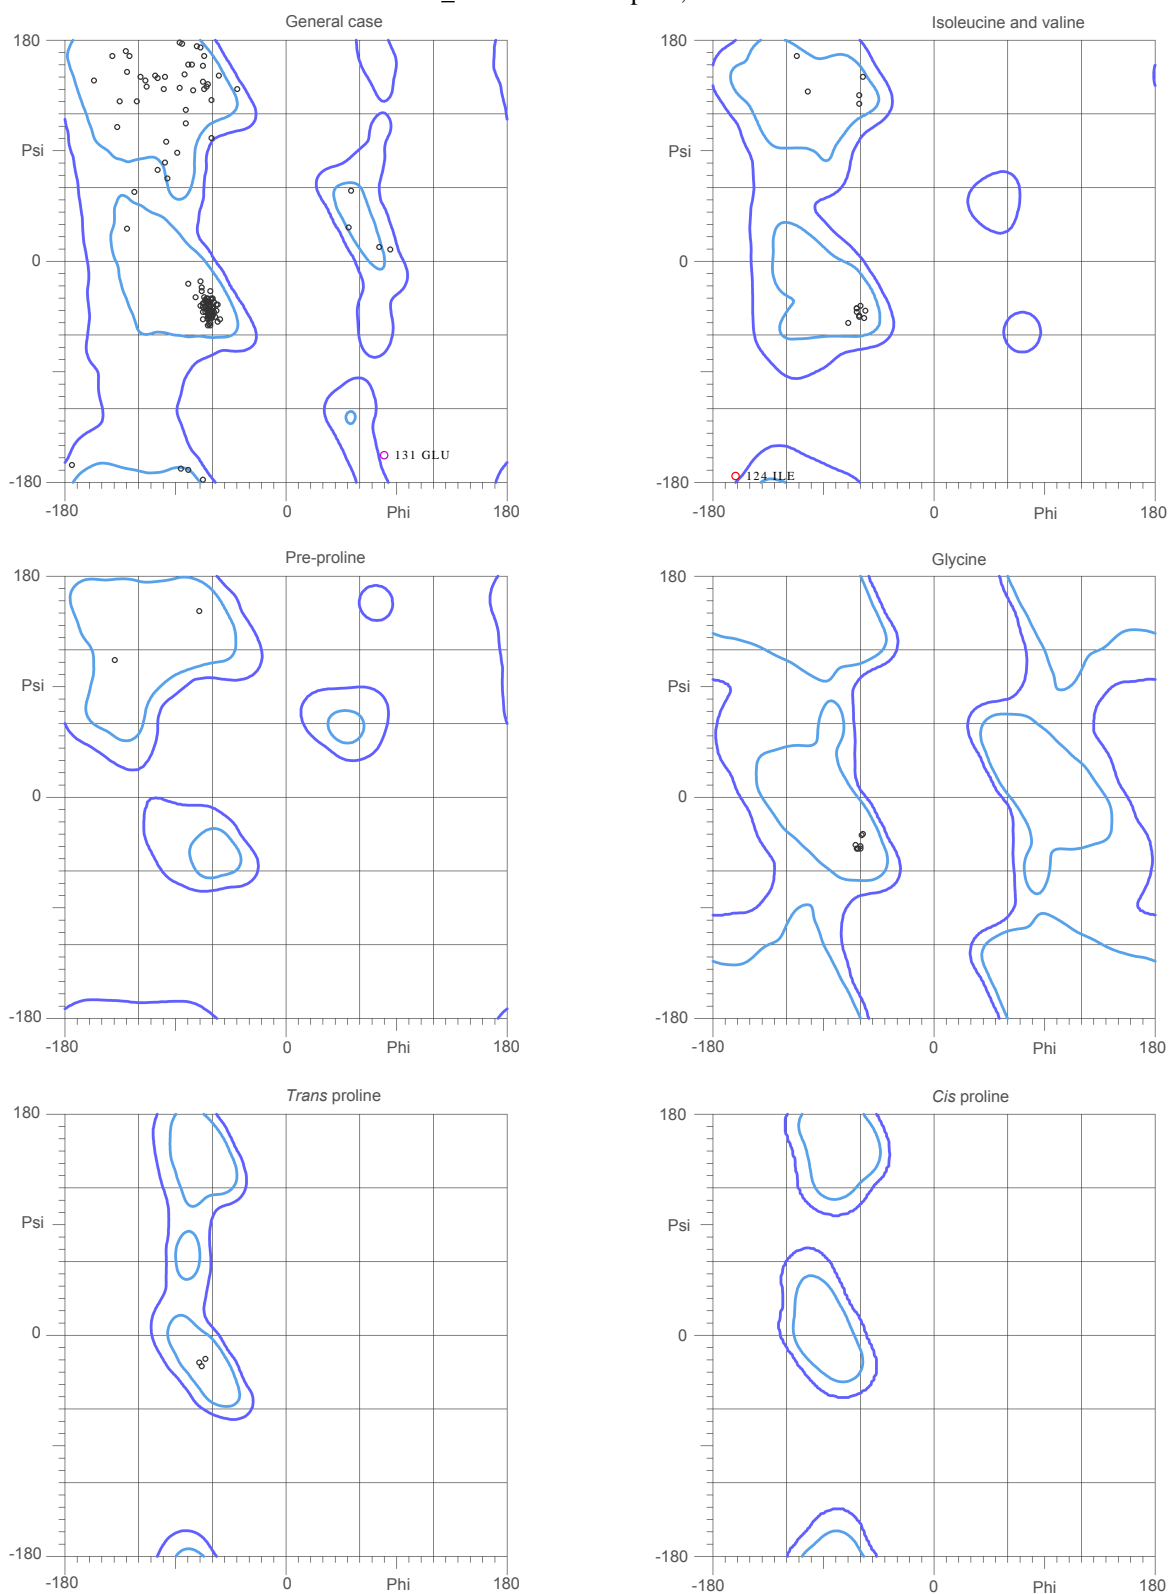 General case
Isoleucine and valine
180
180
Psi
Psi
0
0
131 GLU
124 ILE
-180
-180
-180
0
Phi
180
-180
0
Phi
180
Pre-proline
Glycine
180
180
Psi
Psi
0
0
-180
-180
-180
0
Phi
180
-180
0
Phi
180
Trans proline
Cis proline
180
180
Psi
Psi
0
0
-180
-180
-180
0
Phi
180
-180
0
Phi
180